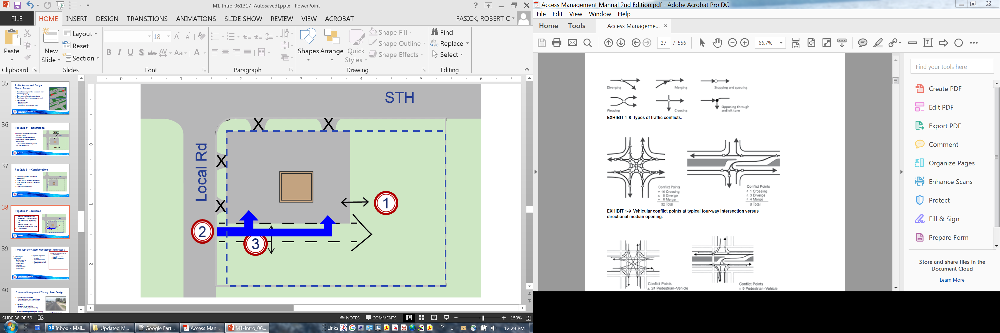 M1-Intro_061317 [Autosaved].pptx - PowerPoint
FILE HOME INSERT DESIGN TRANSITIONS ANIMATIONS SLIDE SHOW REVIEW VIEW ACROBAT
FASICK, ROBERT C
Paste
New
Slide
Layout
Reset
Section
18
B I U S abc AV Aa A
Shapes Arrange Quick
Styles
Shape Fill
Shape Outline
Shape Effects
Find
Replace
Select
Clipboard Slides Font Paragraph Drawing Editing
0 1 2 3 4 5 6
0
1
2
35
2. Site Access and Design:
Shared Access
36
Pop Quiz #1 – Description
37
Pop Quiz #1 – Considerations
38
Pop Quiz #1 – Solution
39
Three Types of Access Management Techniques
40
3. Access Management Through Road Design
STH
Local Rd
X X
X
X
1
2
3
SLIDE 38 OF 59
NOTES COMMENTS
150%
Inbox - Mail...
Updated M...
Google Eart...
Access Man...
M1-Intro_06...
Links
12:29 PM
Access Management Manual 2nd Edition.pdf - Adobe Acrobat Pro DC
File Edit View Window Help
Home Tools Access Manageme... ×
37 / 556
66.7%
Diverging Merging Stopping and queuing
Weaving Crossing Opposing through
and left turn
EXHIBIT 1-8 Types of traffic conflicts.
Conflict Points
16 Crossing
8 Diverge
8 Merge
32 Total
Conflict Points
1 Crossing
3 Diverge
4 Merge
8 Total
EXHIBIT 1-9 Vehicular conflict points at typical four-way intersection versus
directional median opening.
Conflict Points
24 Pedestrian–Vehicle
Conflict Points
9 Pedestrian–Vehicle
Find your tools here
Create PDF
Edit PDF
Export PDF
Comment
Organize Pages
Enhance Scans
Protect
Fill & Sign
Prepare Form
Store and share files in the
Document Cloud
Learn More